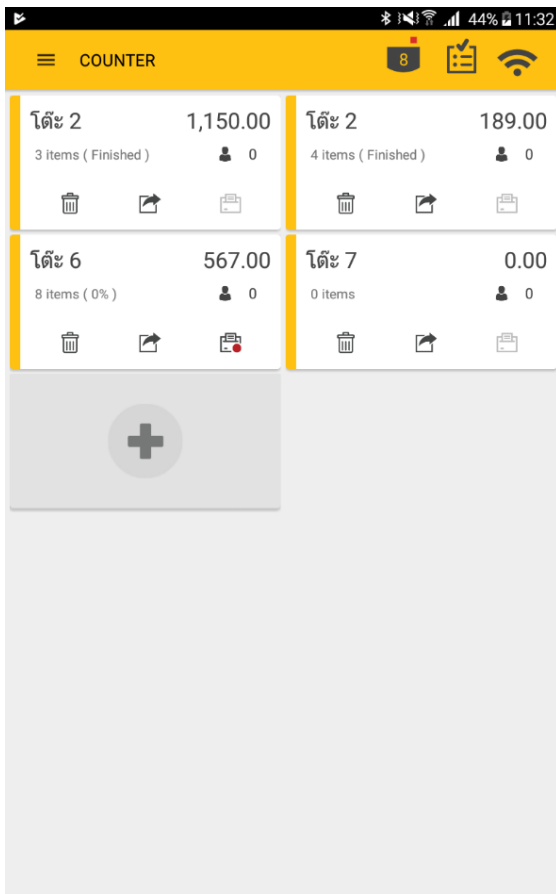 44% 11:32
COUNTER
8
โต๊ะ 2 1,150.00
3 items ( Finished ) 0
โต๊ะ 2 189.00
4 items ( Finished ) 0
โต๊ะ 6 567.00
8 items ( 0% ) 0
โต๊ะ 7 0.00
0 items 0